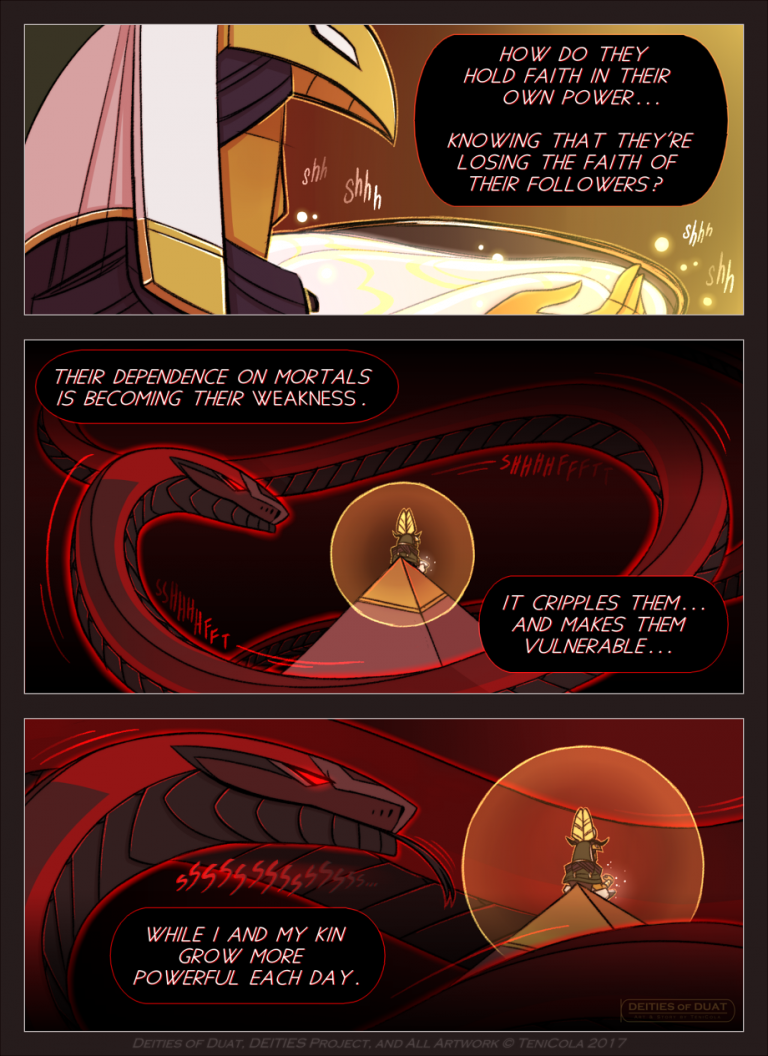 HOW DO THEY
HOLD FAITH IN THEIR
OWN POWER...
KNOWING THAT THEY'RE
LOSING THE FAITH OF
THEIR FOLLOWERS?
shh
shhh
shhh
shh
THEIR DEPENDENCE ON MORTALS
IS BECOMING THEIR WEAKNESS.
SHHHHFFFTT
SSHHHHFFT
IT CRIPPLES THEM...
AND MAKES THEM
VULNERABLE...
WHILE I AND MY KIN
GROW MORE
POWERFUL EACH DAY.
DEITIES OF DUAT
DEITIES OF DUAT, DEITIES PROJECT, AND ALL ARTWORK © TENICOLA 2017